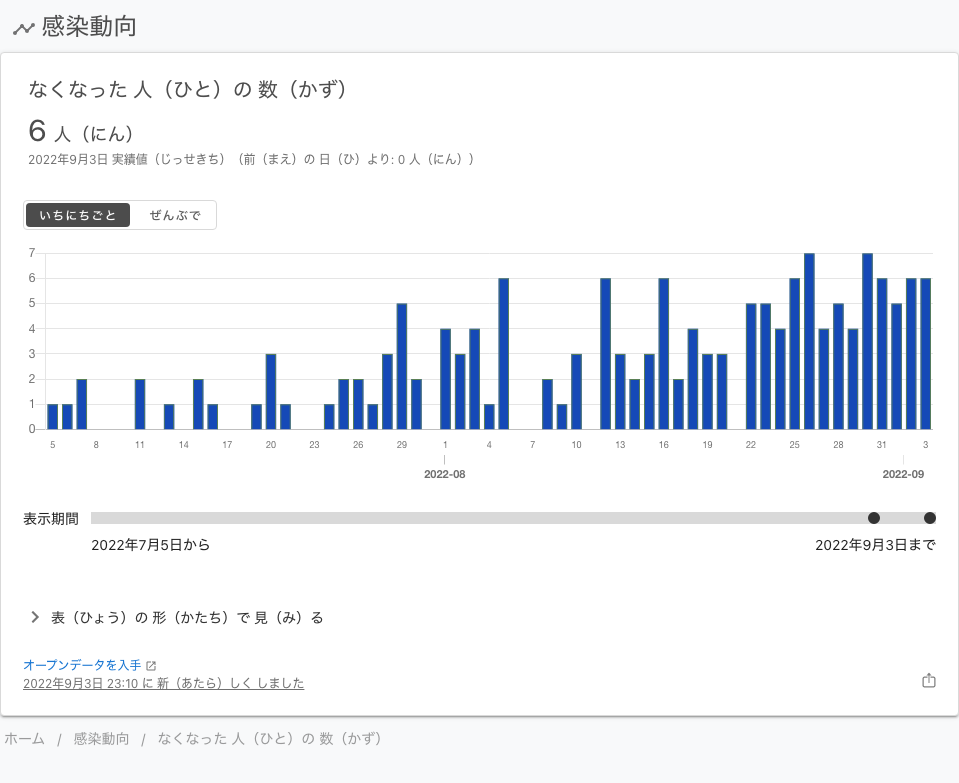 感染動向
なくなった 人（ひと）の 数（かず）
6 人（にん）
2022年9月3日 実績値（じっせきち）（前（まえ）の 日（ひ）より: 0 人（にん））
いちにちごと ぜんぶで
7
6
5
4
3
2
1
0
5 8 11 14 17 20 23 26 29 1 4 7 10 13 16 19 22 25 28 31 3
2022-08 2022-09
表示期間
2022年7月5日から 2022年9月3日まで
表（ひょう）の 形（かたち）で 見（み）る
オープンデータを入手
2022年9月3日 23:10 に 新（あたら）しく しました
ホーム / 感染動向 / なくなった 人（ひと）の 数（かず）